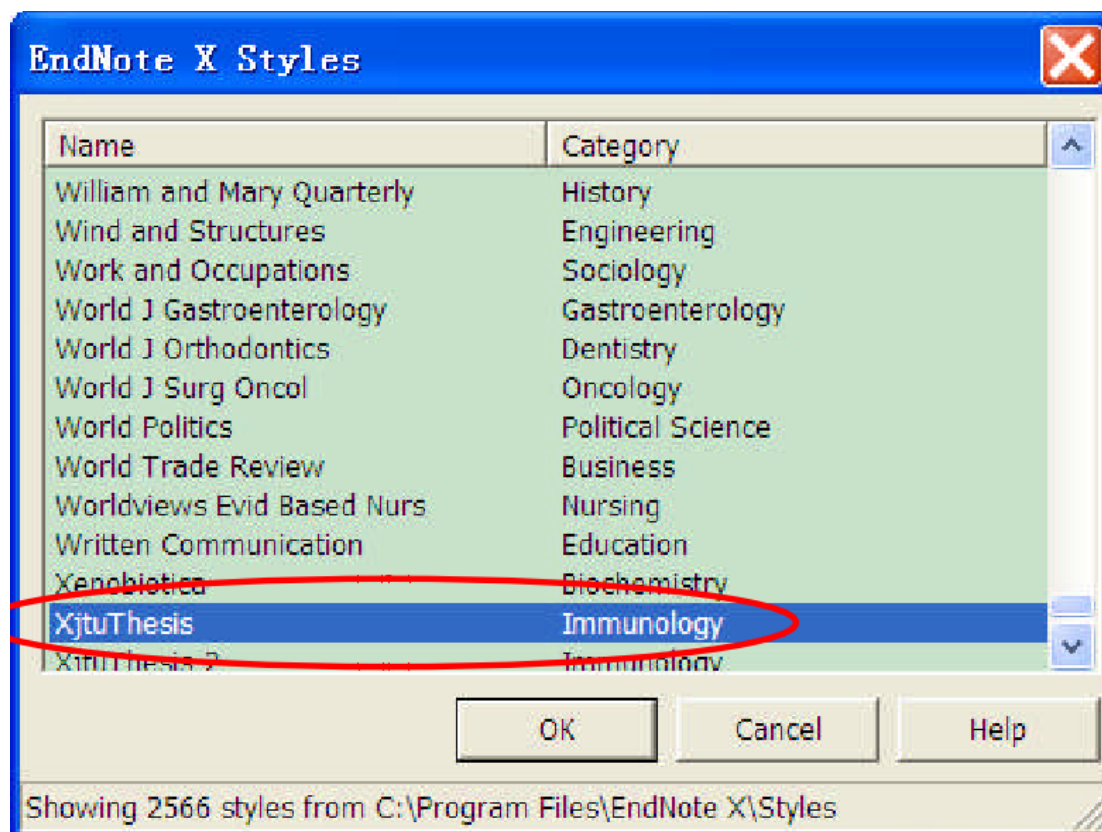 EndNote X Styles
Name Category
William and Mary Quarterly History
Wind and Structures Engineering
Work and Occupations Sociology
World J Gastroenterology Gastroenterology
World J Orthodontics Dentistry
World J Surg Oncol Oncology
World Politics Political Science
World Trade Review Business
Worldviews Evid Based Nurs Nursing
Written Communication Education
Xenobiotica Biochemistry
XjtuThesis Immunology
XjtuThesis 2 Immunology
OK Cancel Help
Showing 2566 styles from C:\Program Files\EndNote X\Styles